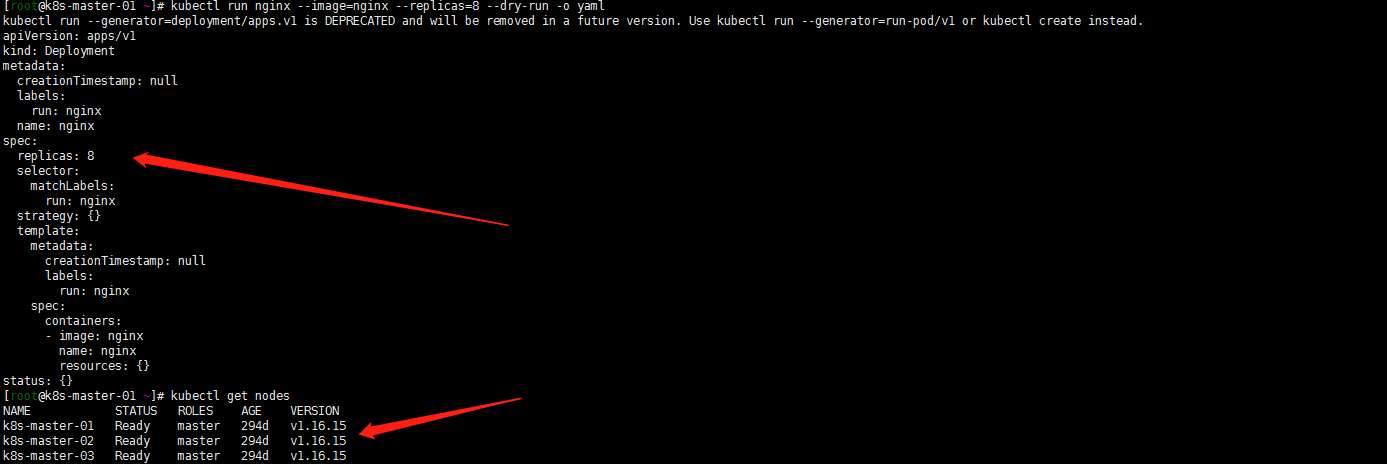 [root@k8s-master-01 ~]# kubectl run nginx --image=nginx --replicas=8 --dry-run -o yaml
kubectl run --generator=deployment/apps.v1 is DEPRECATED and will be removed in a future version. Use kubectl run --generator=run-pod/v1 or kubectl create instead.
apiVersion: apps/v1
kind: Deployment
metadata:
  creationTimestamp: null
  labels:
    run: nginx
  name: nginx
spec:
  replicas: 8
  selector:
    matchLabels:
      run: nginx
  strategy: {}
  template:
    metadata:
      creationTimestamp: null
      labels:
        run: nginx
    spec:
      containers:
      - image: nginx
        name: nginx
        resources: {}
status: {}
[root@k8s-master-01 ~]# kubectl get nodes
NAME            STATUS   ROLES    AGE    VERSION
k8s-master-01   Ready    master   294d   v1.16.15
k8s-master-02   Ready    master   294d   v1.16.15
k8s-master-03   Ready    master   294d   v1.16.15